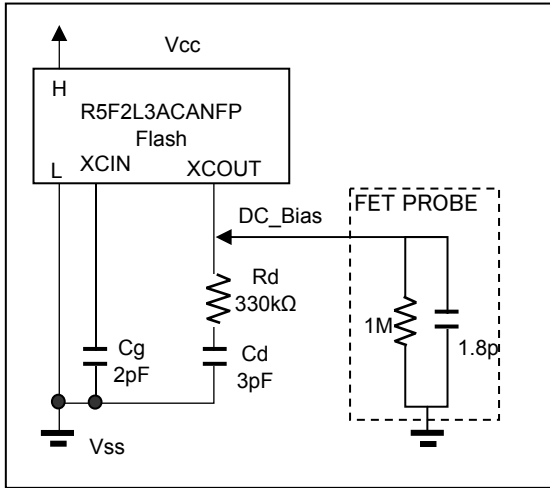 Vcc
H
R5F2L3ACANFP
Flash
L
XCIN
XCOUT
DC_Bias
FET PROBE
Rd
330kΩ
1M
1.8p
Cg
2pF
Cd
3pF
Vss